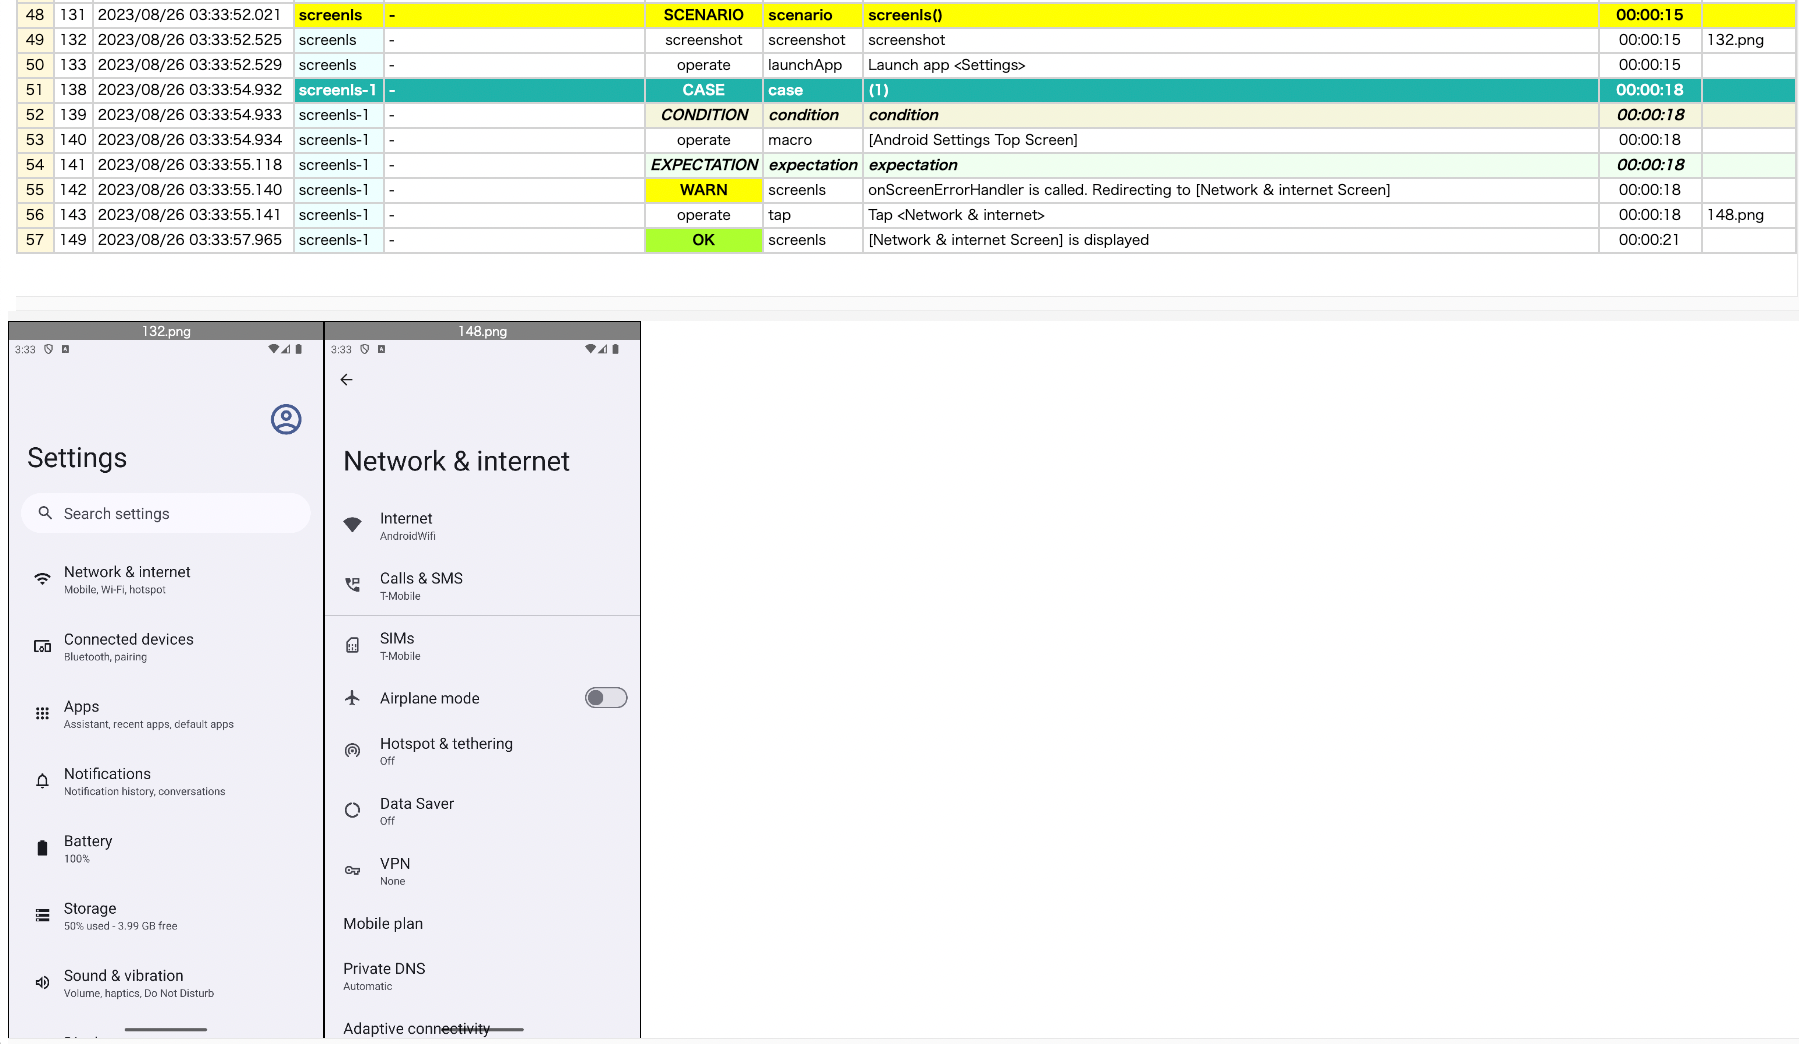 48 131 2023/08/26 03:33:52.021 screenIs - SCENARIO scenario screenIs() 00:00:15
49 132 2023/08/26 03:33:52.525 screenIs - screenshot screenshot screenshot 00:00:15 132.png
50 133 2023/08/26 03:33:52.529 screenIs - operate launchApp Launch app <Settings> 00:00:15
51 138 2023/08/26 03:33:54.932 screenIs-1 - CASE case (1) 00:00:18
52 139 2023/08/26 03:33:54.933 screenIs-1 - CONDITION condition condition 00:00:18
53 140 2023/08/26 03:33:54.934 screenIs-1 - operate macro [Android Settings Top Screen] 00:00:18
54 141 2023/08/26 03:33:55.118 screenIs-1 - EXPECTATION expectation expectation 00:00:18
55 142 2023/08/26 03:33:55.140 screenIs-1 - WARN screenIs onScreenErrorHandler is called. Redirecting to [Network & internet Screen] 00:00:18
56 143 2023/08/26 03:33:55.141 screenIs-1 - operate tap Tap <Network & internet> 00:00:18 148.png
57 149 2023/08/26 03:33:57.965 screenIs-1 - OK screenIs [Network & internet Screen] is displayed 00:00:21
132.png
3:33
Settings
Search settings
Network & internet
Mobile, Wi-Fi, hotspot
Connected devices
Bluetooth, pairing
Apps
Assistant, recent apps, default apps
Notifications
Notification history, conversations
Battery
100%
Storage
50% used - 3.99 GB free
Sound & vibration
Volume, haptics, Do Not Disturb
148.png
3:33
Network & internet
Internet
AndroidWifi
Calls & SMS
T-Mobile
SIMs
T-Mobile
Airplane mode
Hotspot & tethering
Off
Data Saver
Off
VPN
None
Mobile plan
Private DNS
Automatic
Adaptive connectivity